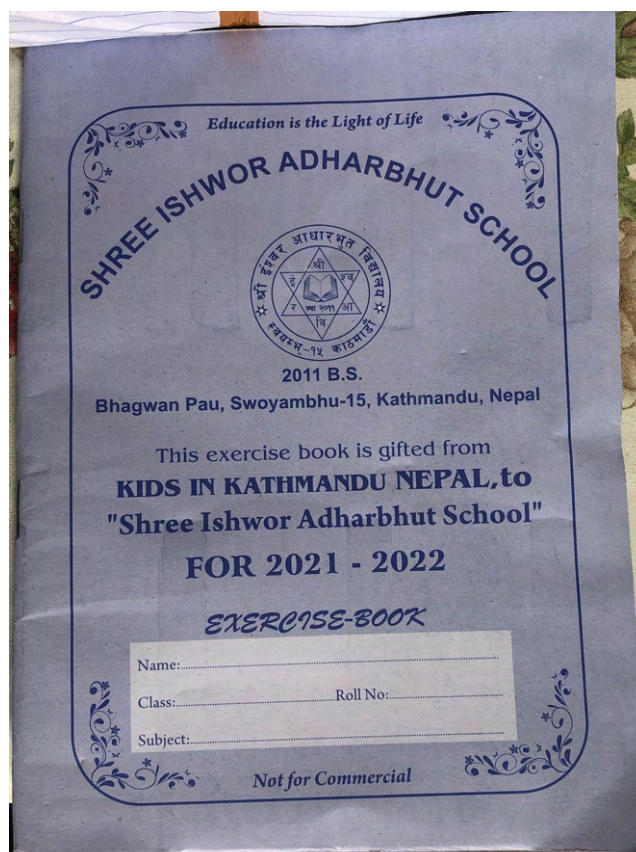 Education is the Light of Life
SHREE ISHWOR ADHARBHUT SCHOOL
श्री ईश्वर आधारभुत विद्यालय
श्री
ई श्व
स्था २०११
र आ
वि
स्वयम्भू-१५ काठमाडौं
2011 B.S.
Bhagwan Pau, Swoyambhu-15, Kathmandu, Nepal
This exercise book is gifted from
KIDS IN KATHMANDU NEPAL,to
"Shree Ishwor Adharbhut School"
FOR 2021 - 2022
EXERCISE-BOOK
Name:
Class: Roll No:
Subject:
Not for Commercial